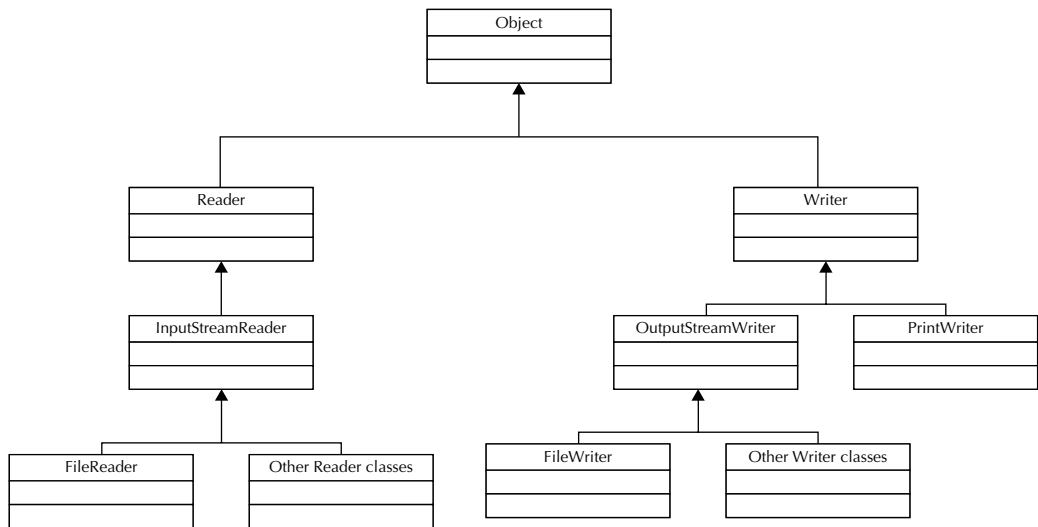 Object
Reader
Writer
InputStreamReader
OutputStreamWriter
PrintWriter
FileReader
Other Reader classes
FileWriter
Other Writer classes